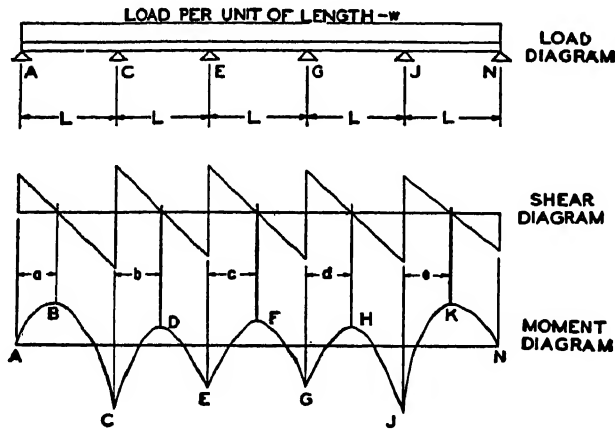 LOAD PER UNIT OF LENGTH-w
LOAD
DIAGRAM
A C E G J N
L L L L L
SHEAR
DIAGRAM
a b c d e
B D F H K
MOMENT
DIAGRAM
A N
C E G J